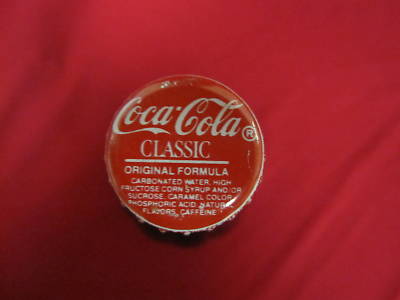 Coca-Cola®
CLASSIC
ORIGINAL FORMULA
CARBONATED WATER, HIGH
FRUCTOSE CORN SYRUP AND/OR
SUCROSE, CARAMEL COLOR,
PHOSPHORIC ACID, NATURAL
FLAVORS, CAFFEINE